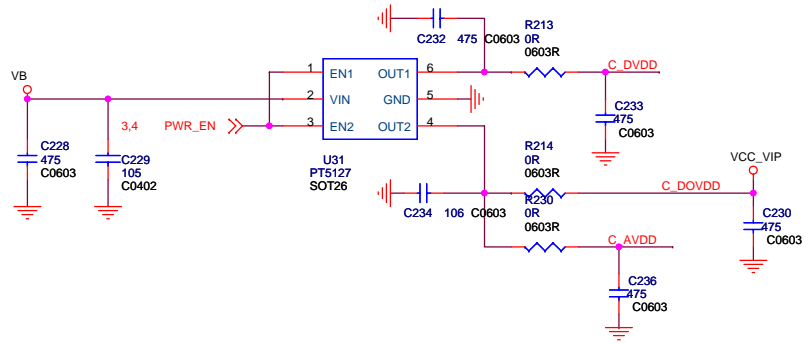 C232 475 C0603
R213
0R
0603R
C_DVDD
VB
1 EN1 OUT1 6
2 VIN GND 5
3 EN2 OUT2 4
3,4 PWR_EN
U31
PT5127
SOT26
C228
475
C0603
C229
105
C0402
C233
475
C0603
R214
0R
0603R
VCC_VIP
C_DOVDD
C234 106 C0603
R230
0R
0603R
C230
475
C0603
C_AVDD
C236
475
C0603